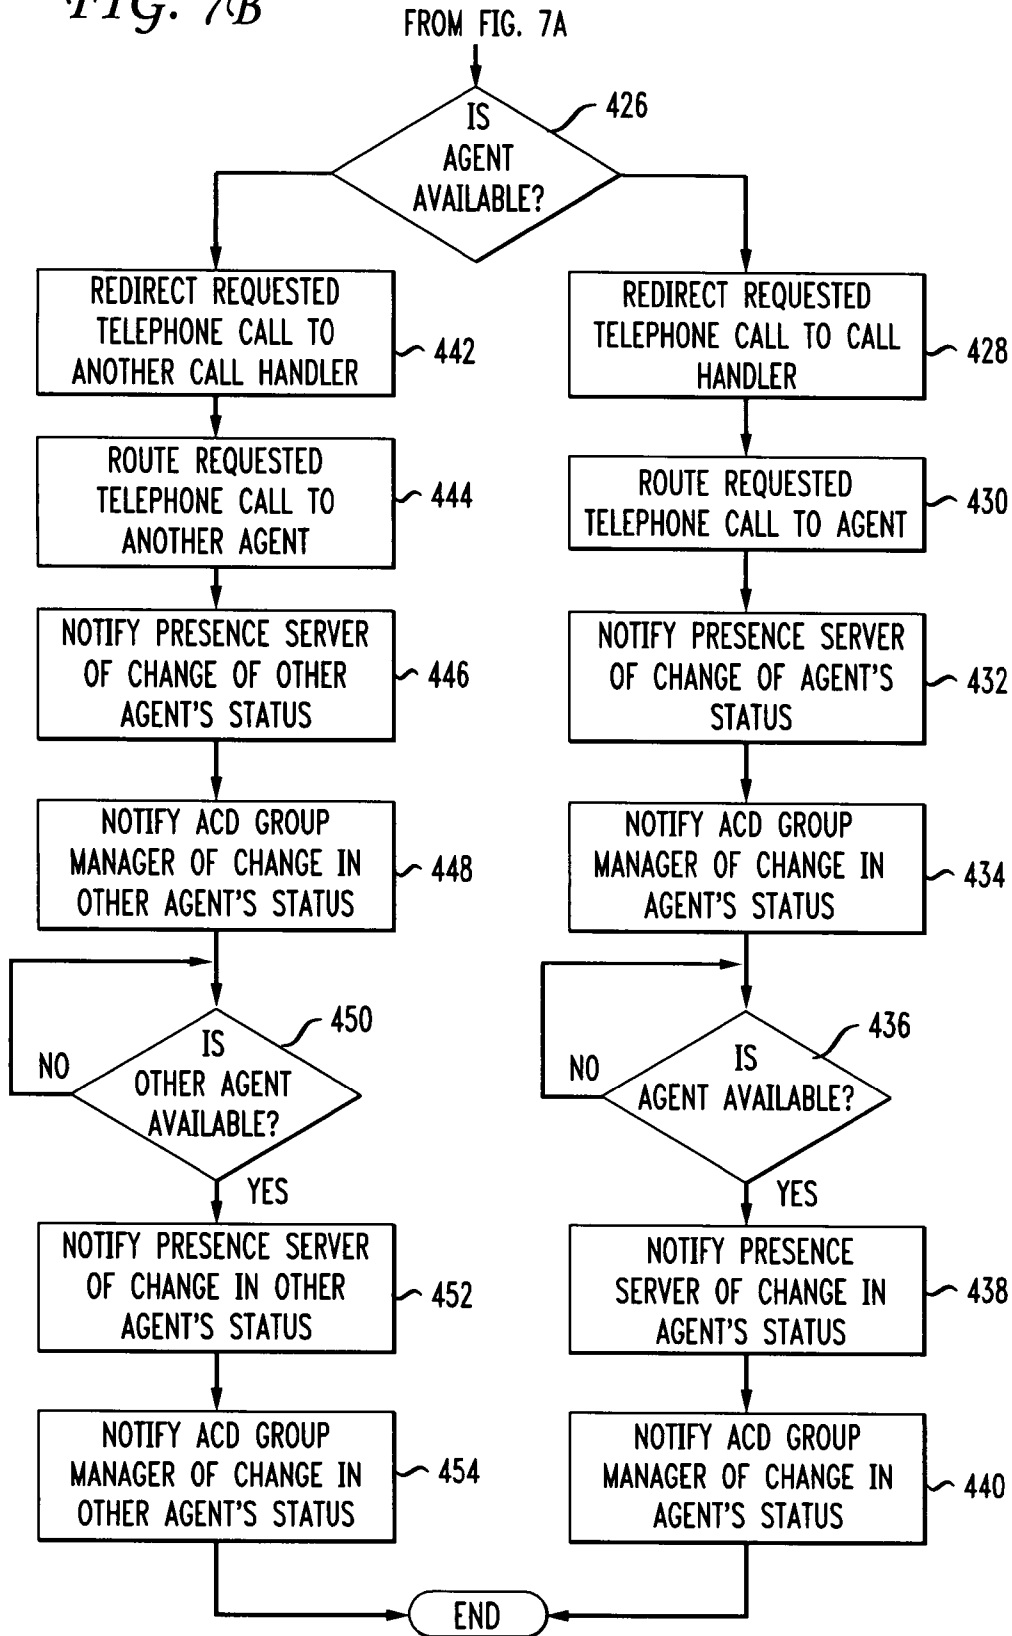 FIG. 7B
FROM FIG. 7A
IS
AGENT
AVAILABLE?
426
REDIRECT REQUESTED
TELEPHONE CALL TO
ANOTHER CALL HANDLER
442
ROUTE REQUESTED
TELEPHONE CALL TO
ANOTHER AGENT
444
NOTIFY PRESENCE SERVER
OF CHANGE OF OTHER
AGENT'S STATUS
446
NOTIFY ACD GROUP
MANAGER OF CHANGE IN
OTHER AGENT'S STATUS
448
IS
OTHER AGENT
AVAILABLE?
450
NO
YES
NOTIFY PRESENCE SERVER
OF CHANGE IN OTHER
AGENT'S STATUS
452
NOTIFY ACD GROUP
MANAGER OF CHANGE IN
OTHER AGENT'S STATUS
454
REDIRECT REQUESTED
TELEPHONE CALL TO CALL
HANDLER
428
ROUTE REQUESTED
TELEPHONE CALL TO AGENT
430
NOTIFY PRESENCE SERVER
OF CHANGE OF AGENT'S
STATUS
432
NOTIFY ACD GROUP
MANAGER OF CHANGE IN
AGENT'S STATUS
434
IS
AGENT AVAILABLE?
436
NO
YES
NOTIFY PRESENCE
SERVER OF CHANGE IN
AGENT'S STATUS
438
NOTIFY ACD GROUP
MANAGER OF CHANGE IN
AGENT'S STATUS
440
END